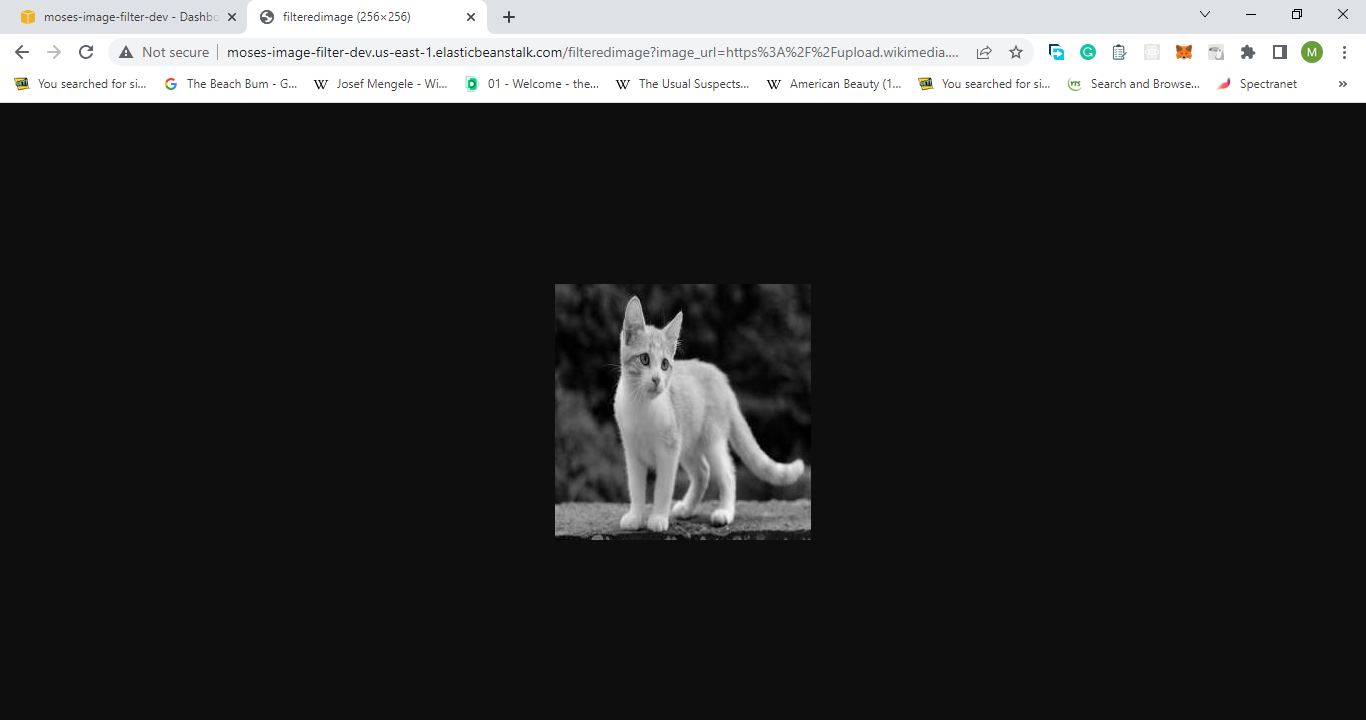 moses-image-filter-dev - Dashbo
filteredimage (256×256)
Not secure
moses-image-filter-dev.us-east-1.elasticbeanstalk.com/filteredimage?image_url=https%3A%2F%2Fupload.wikimedia....
M
You searched for si...
The Beach Bum - G...
Josef Mengele - Wi...
01 - Welcome - the...
The Usual Suspects...
American Beauty (1...
You searched for si...
Search and Browse...
Spectranet